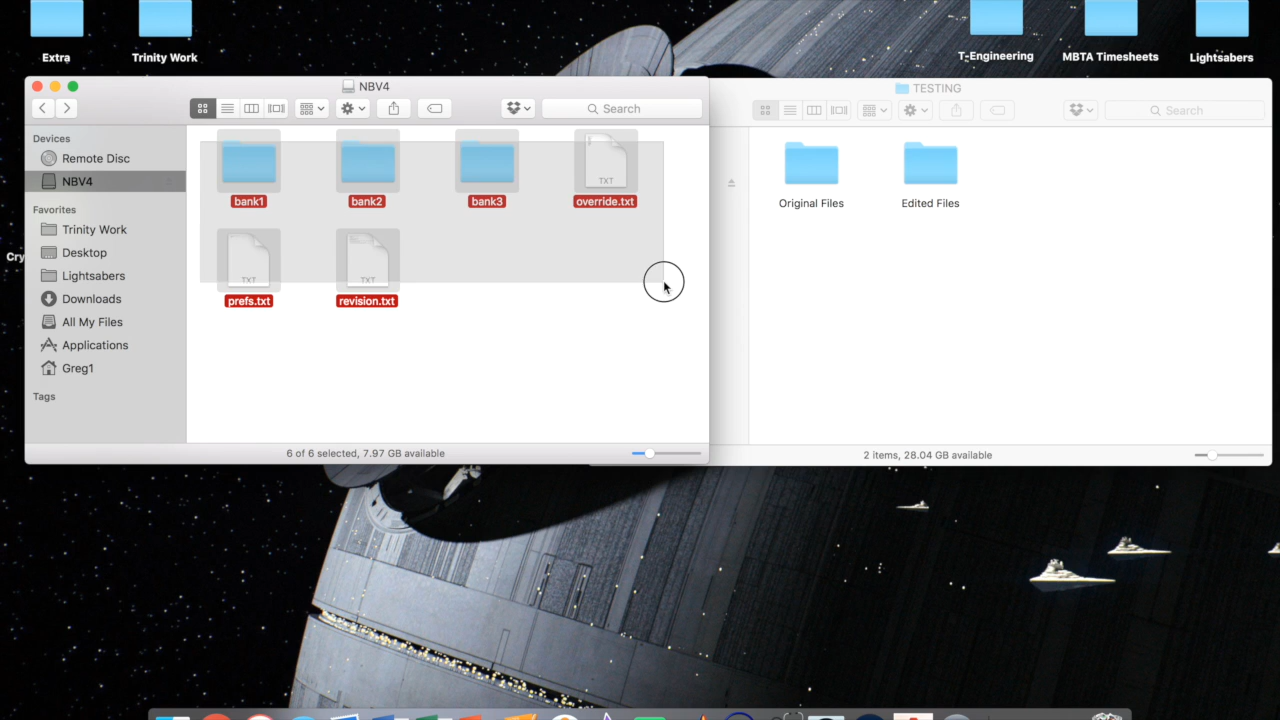 Extra
Trinity Work
T-Engineering
MBTA Timesheets
Lightsabers
NBV4
Search
Devices
Remote Disc
NBV4
Favorites
Trinity Work
Desktop
Lightsabers
Downloads
All My Files
Applications
Greg1
Tags
bank1
bank2
bank3
TXT
override.txt
TXT
TXT
prefs.txt
revision.txt
6 of 6 selected, 7.97 GB available
TESTING
Search
Original Files
Edited Files
2 items, 28.04 GB available
Cry